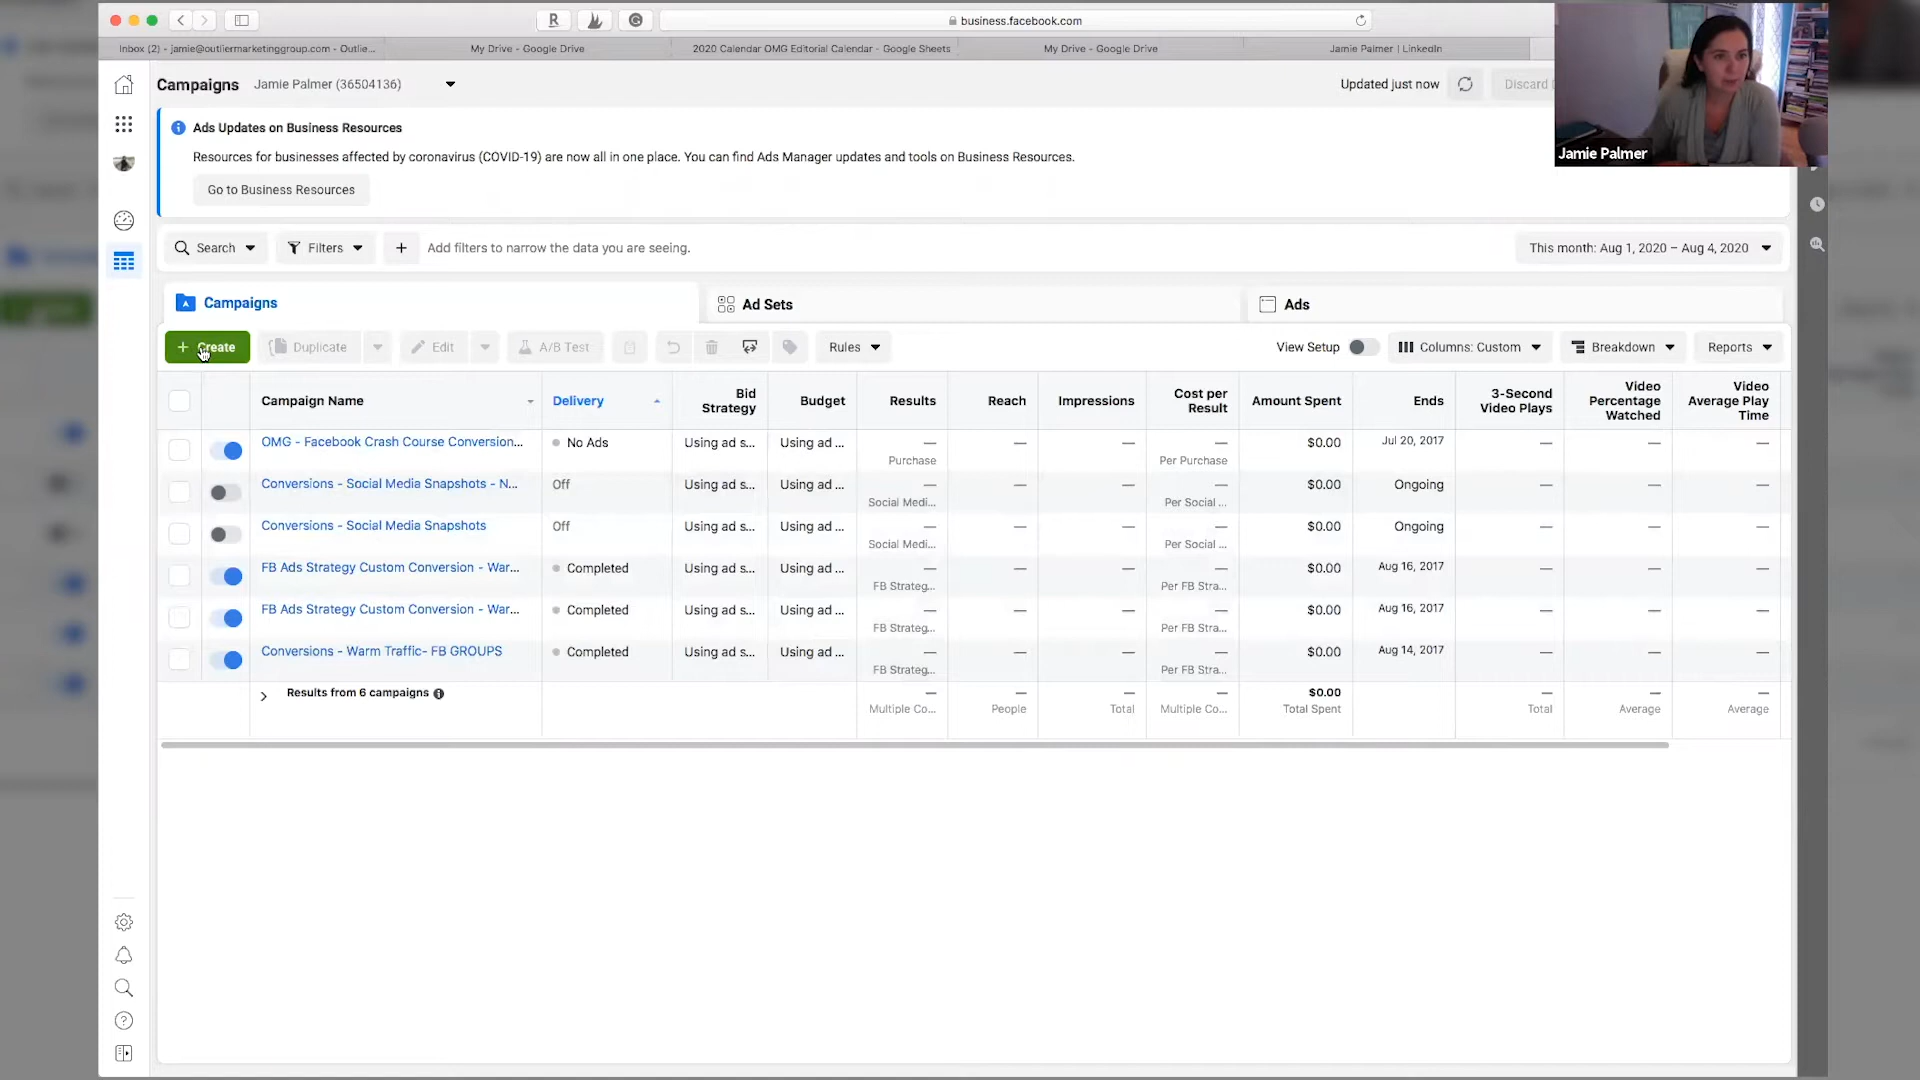 business.facebook.com
Inbox (2) - jamie@outliermarketinggroup.com - Outlie...
My Drive - Google Drive
2020 Calendar OMG Editorial Calendar - Google Sheets
My Drive - Google Drive
Jamie Palmer | LinkedIn
Campaigns
Jamie Palmer (36504136)
Updated just now
Discard
Jamie Palmer
Ads Updates on Business Resources
Resources for businesses affected by coronavirus (COVID-19) are now all in one place. You can find Ads Manager updates and tools on Business Resources.
Go to Business Resources
Search
Filters
Add filters to narrow the data you are seeing.
This month: Aug 1, 2020 – Aug 4, 2020
Campaigns
Ad Sets
Ads
+ Create
Duplicate
Edit
A/B Test
Rules
View Setup
Columns: Custom
Breakdown
Reports
Campaign Name
Delivery
Bid Strategy
Budget
Results
Reach
Impressions
Cost per Result
Amount Spent
Ends
3-Second Video Plays
Video Percentage Watched
Video Average Play Time
OMG - Facebook Crash Course Conversion... No Ads Using ad s... Using ad ... — — — — $0.00 Jul 20, 2017 — — —
Purchase Per Purchase
Conversions - Social Media Snapshots - N... Off Using ad s... Using ad ... — — — — $0.00 Ongoing — — —
Social Medi... Per Social ...
Conversions - Social Media Snapshots Off Using ad s... Using ad ... — — — — $0.00 Ongoing — — —
Social Medi... Per Social ...
FB Ads Strategy Custom Conversion - War... Completed Using ad s... Using ad ... — — — — $0.00 Aug 16, 2017 — — —
FB Strateg... Per FB Stra...
FB Ads Strategy Custom Conversion - War... Completed Using ad s... Using ad ... — — — — $0.00 Aug 16, 2017 — — —
FB Strateg... Per FB Stra...
Conversions - Warm Traffic- FB GROUPS Completed Using ad s... Using ad ... — — — — $0.00 Aug 14, 2017 — — —
FB Strateg... Per FB Stra...
Results from 6 campaigns — — — — $0.00 — — —
Multiple Co... People Total Multiple Co... Total Spent Total Average Average